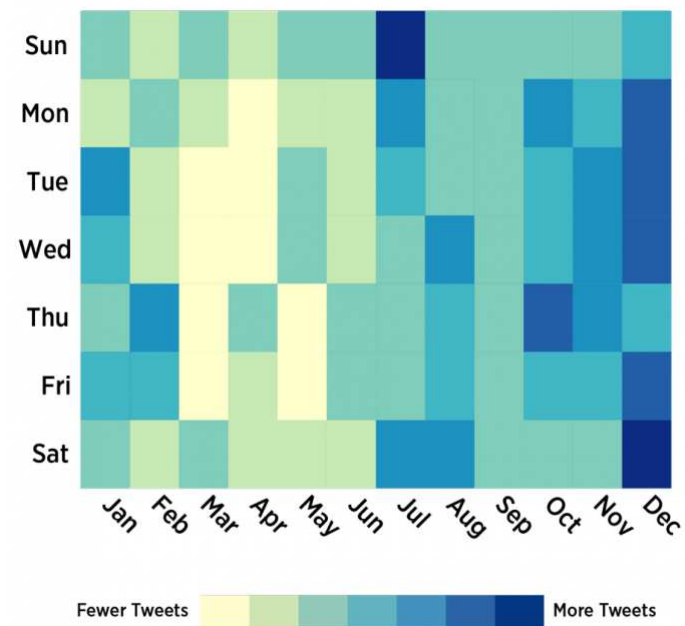 Sun
Mon
Tue
Wed
Thu
Fri
Sat
Jan Feb Mar Apr May Jun Jul Aug Sep Oct Nov Dec
Fewer Tweets More Tweets